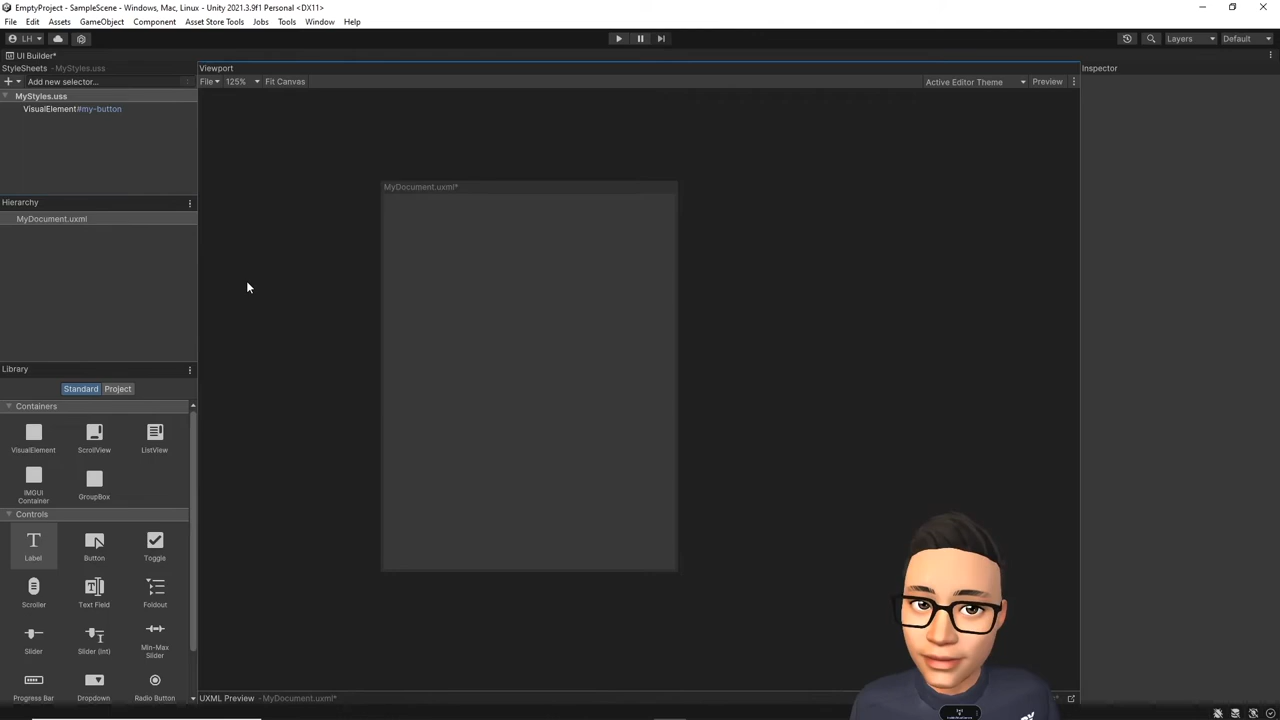 EmptyProject - SampleScene - Windows, Mac, Linux - Unity 2021.3.9f1 Personal <DX11>
File Edit Assets GameObject Component Asset Store Tools Jobs Tools Window Help
LH Layers Default
UI Builder*
StyleSheets - MyStyles.uss Viewport Inspector
+ Add new selector... File 125% Fit Canvas Active Editor Theme Preview
MyStyles.uss
VisualElement#my-button
MyDocument.uxml*
Hierarchy
MyDocument.uxml
Library
Standard Project
Containers
VisualElement ScrollView ListView
IMGUI Container GroupBox
Controls
Label Button Toggle
Scroller Text Field Foldout
Slider Slider (Int) Min-Max Slider
Progress Bar Dropdown Radio Button
UXML Preview - MyDocument.uxml*